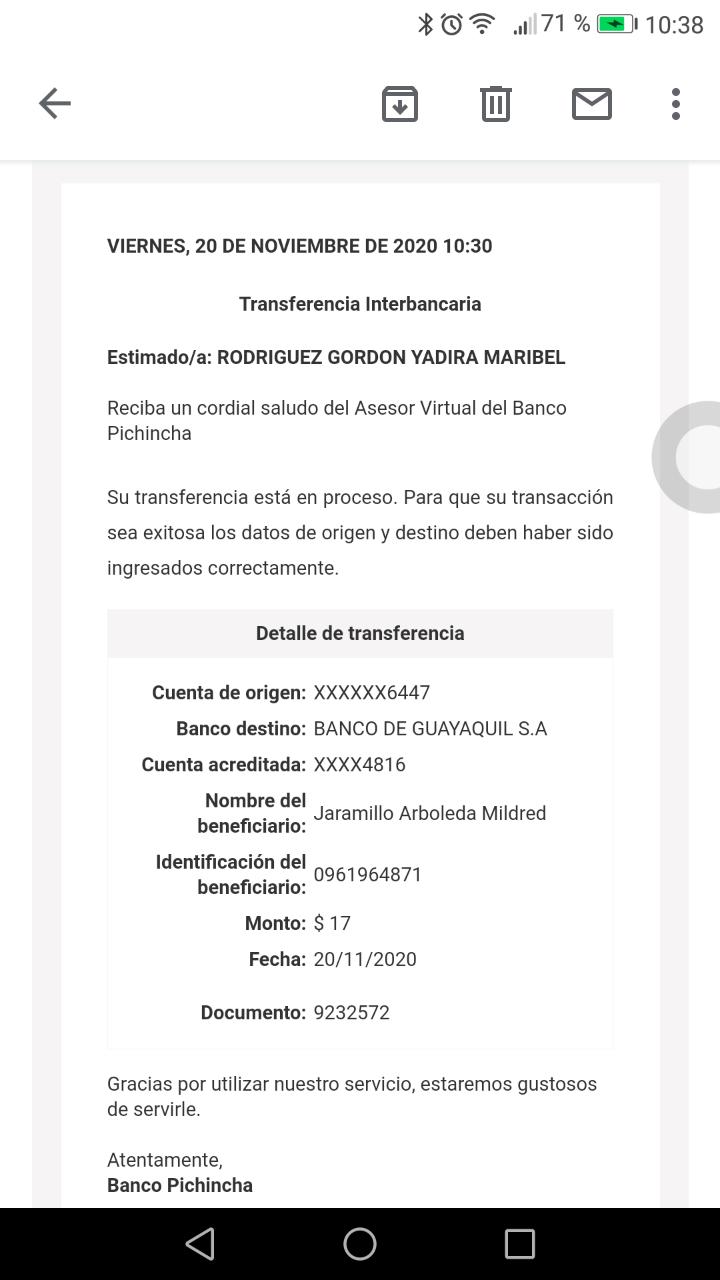 71 % 10:38
VIERNES, 20 DE NOVIEMBRE DE 2020 10:30
Transferencia Interbancaria
Estimado/a: RODRIGUEZ GORDON YADIRA MARIBEL
Reciba un cordial saludo del Asesor Virtual del Banco
Pichincha
Su transferencia está en proceso. Para que su transacción
sea exitosa los datos de origen y destino deben haber sido
ingresados correctamente.
Detalle de transferencia
Cuenta de origen: XXXXXX6447
Banco destino: BANCO DE GUAYAQUIL S.A
Cuenta acreditada: XXXX4816
Nombre del
beneficiario: Jaramillo Arboleda Mildred
Identificación del
beneficiario: 0961964871
Monto: $ 17
Fecha: 20/11/2020
Documento: 9232572
Gracias por utilizar nuestro servicio, estaremos gustosos
de servirle.
Atentamente,
Banco Pichincha